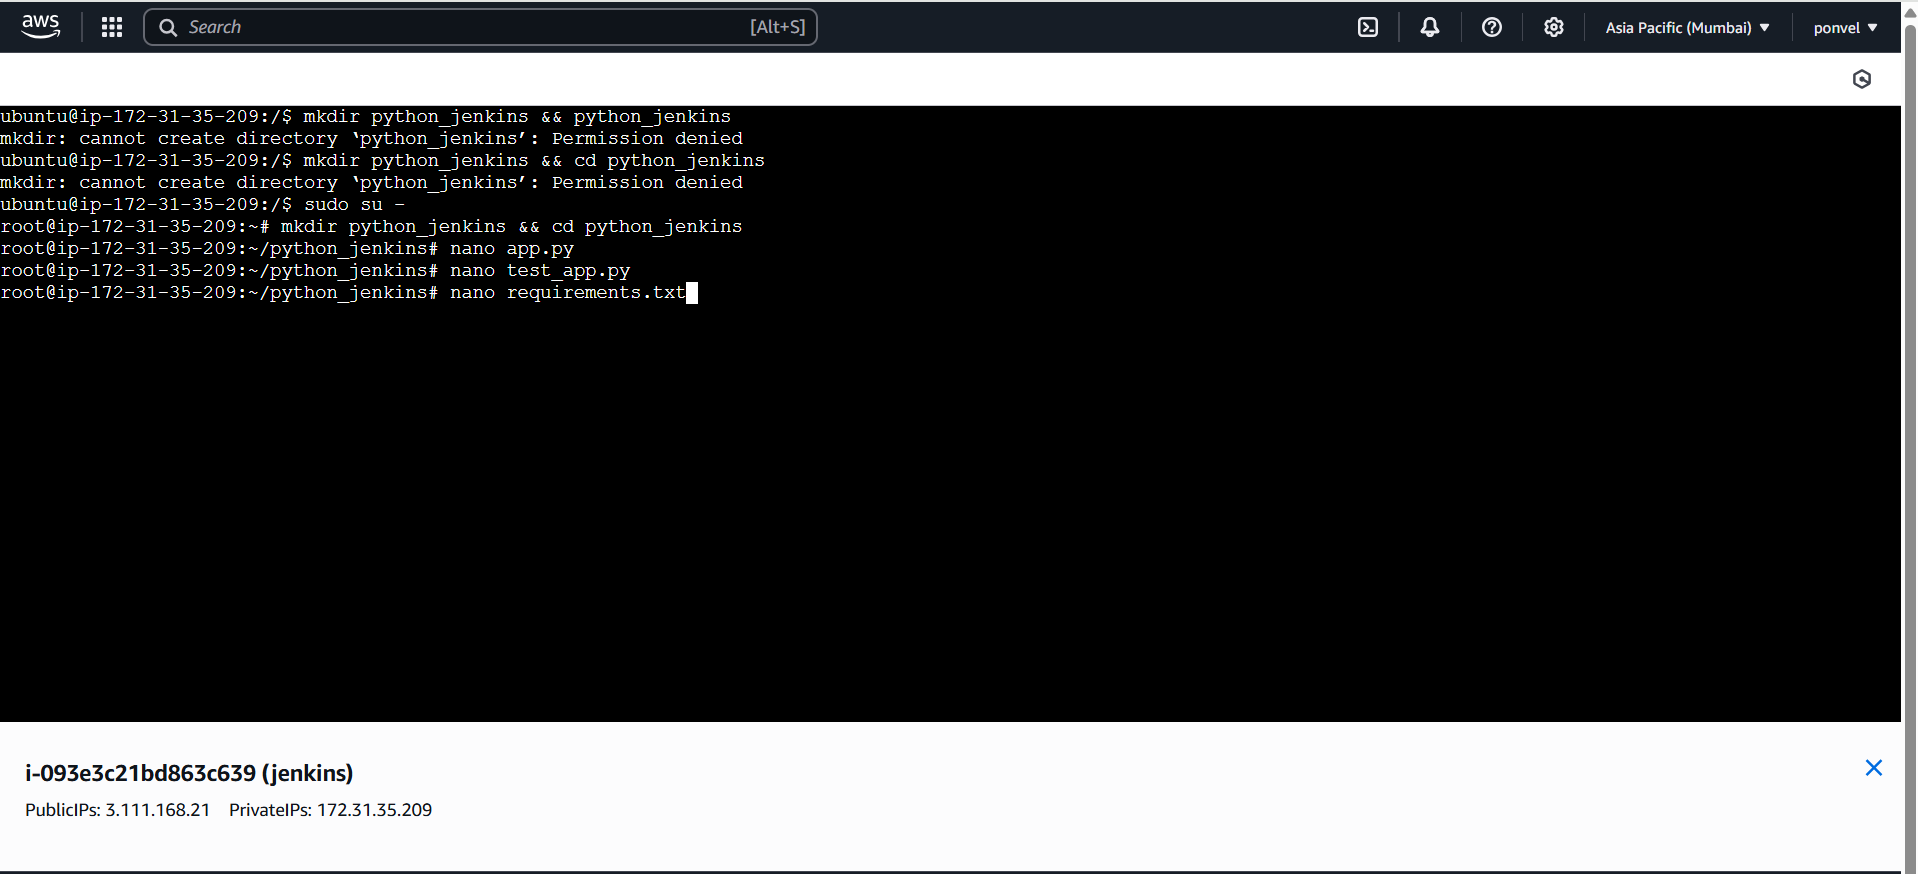 aws
Search [Alt+S]
Asia Pacific (Mumbai)
ponvel
ubuntu@ip-172-31-35-209:/$ mkdir python_jenkins && python_jenkins
mkdir: cannot create directory ‘python_jenkins’: Permission denied
ubuntu@ip-172-31-35-209:/$ mkdir python_jenkins && cd python_jenkins
mkdir: cannot create directory ‘python_jenkins’: Permission denied
ubuntu@ip-172-31-35-209:/$ sudo su -
root@ip-172-31-35-209:~# mkdir python_jenkins && cd python_jenkins
root@ip-172-31-35-209:~/python_jenkins# nano app.py
root@ip-172-31-35-209:~/python_jenkins# nano test_app.py
root@ip-172-31-35-209:~/python_jenkins# nano requirements.txt
i-093e3c21bd863c639 (jenkins)
PublicIPs: 3.111.168.21 PrivateIPs: 172.31.35.209